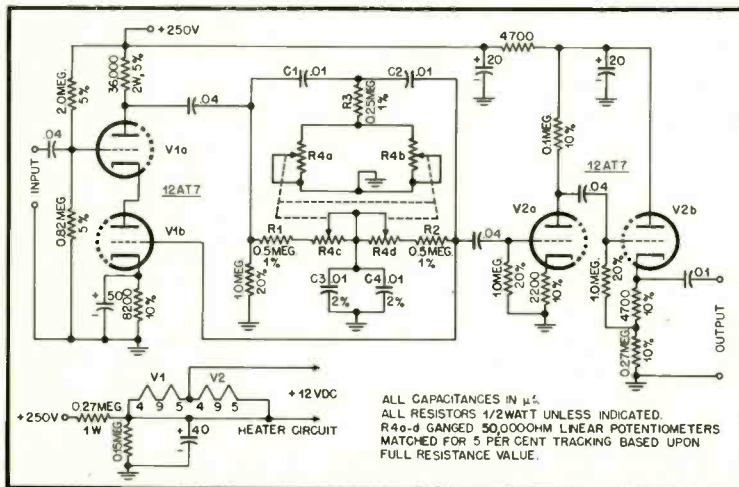 +250V
4700
36,000
2W, 5%
2.0MEG.
5%
.04
C1 .01
C2 .01
R3
0.25MEG.
1%
+ 20
+ 20
0.1MEG.
10%
.04
V1a
INPUT
12AT7
R4a
R4b
12AT7
V2a
V2b
.04
0.82MEG.
5%
V1b
R1
0.5MEG.
1%
R4c
R4d
R2
0.5MEG.
1%
.04
1.0MEG.
20%
2200
10%
1.0MEG.
20%
4700
10%
.01
0.27MEG.
10%
OUTPUT
50
8200
10%
1.0MEG.
20%
C3 .01
2%
C4 .01
2%
V1 V2
4 9 5 4 9 5
+12VDC
+250V
0.27MEG.
1W
HEATER CIRCUIT
+ 40
ALL CAPACITANCES IN µf.
ALL RESISTORS 1/2WATT UNLESS INDICATED.
R4a-d GANGED 50,0000HM LINEAR POTENTIOMETERS
MATCHED FOR 5 PER CENT TRACKING BASED UPON
FULL RESISTANCE VALUE.